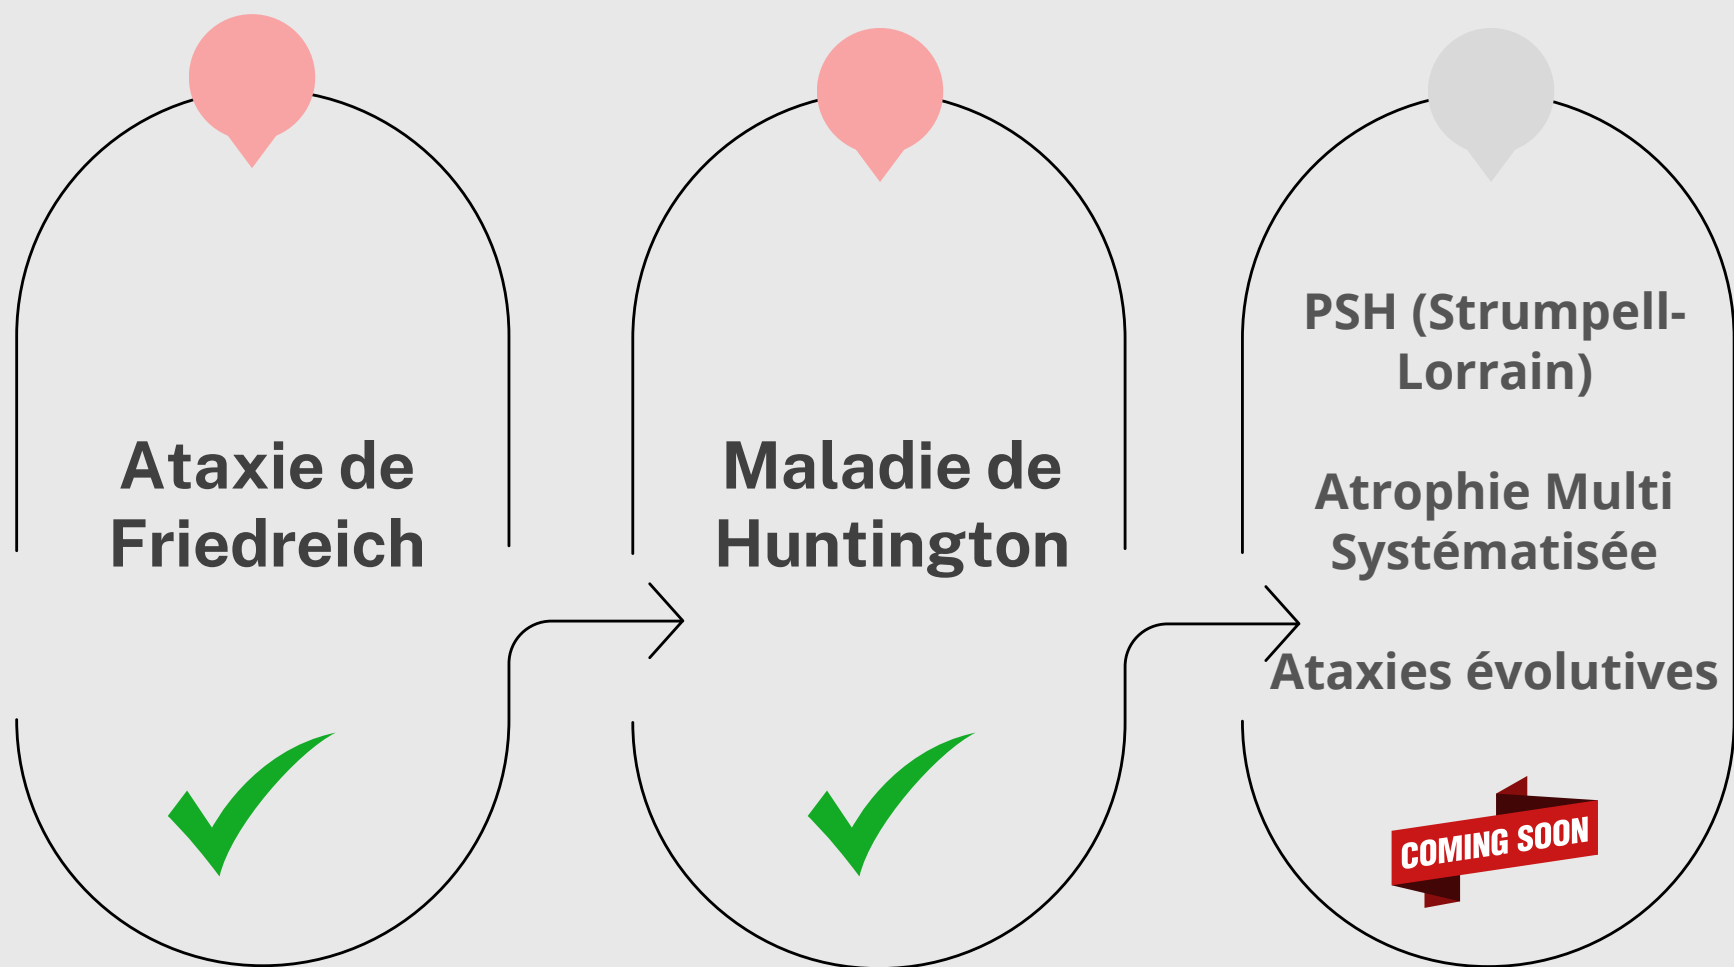 Ataxie de
Friedreich
Maladie de
Huntington
PSH (Strumpell-
Lorrain)
Atrophie Multi
Systématisée
Ataxies évolutives
COMING SOON